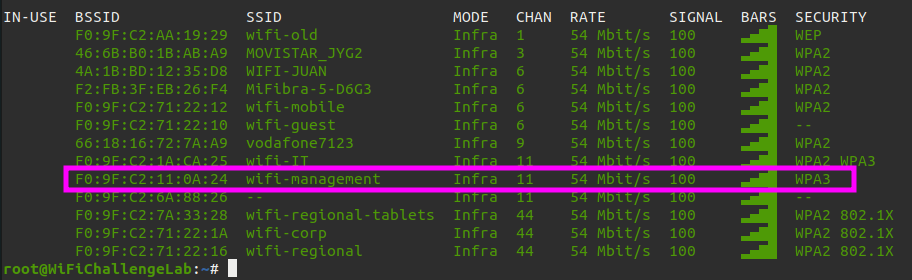 IN-USE BSSID SSID MODE CHAN RATE SIGNAL BARS SECURITY
F0:9F:C2:AA:19:29 wifi-old Infra 1 54 Mbit/s 100 WEP
46:6B:B0:1B:AB:A9 MOVISTAR_JYG2 Infra 3 54 Mbit/s 100 WPA2
4A:1B:BD:12:35:D8 WIFI-JUAN Infra 6 54 Mbit/s 100 WPA2
F2:FB:3F:EB:26:F4 MiFibra-5-D6G3 Infra 6 54 Mbit/s 100 WPA2
F0:9F:C2:71:22:12 wifi-mobile Infra 6 54 Mbit/s 100 WPA2
F0:9F:C2:71:22:10 wifi-guest Infra 6 54 Mbit/s 100 --
66:18:16:72:7A:A9 vodafone7123 Infra 9 54 Mbit/s 100 WPA2
F0:9F:C2:1A:CA:25 wifi-IT Infra 11 54 Mbit/s 100 WPA2 WPA3
F0:9F:C2:11:0A:24 wifi-management Infra 11 54 Mbit/s 100 WPA3
F0:9F:C2:6A:88:26 -- Infra 11 54 Mbit/s 100 --
F0:9F:C2:7A:33:28 wifi-regional-tablets Infra 44 54 Mbit/s 100 WPA2 802.1X
F0:9F:C2:71:22:1A wifi-corp Infra 44 54 Mbit/s 100 WPA2 802.1X
F0:9F:C2:71:22:16 wifi-regional Infra 44 54 Mbit/s 100 WPA2 802.1X
root@WiFiChallengeLab:~#